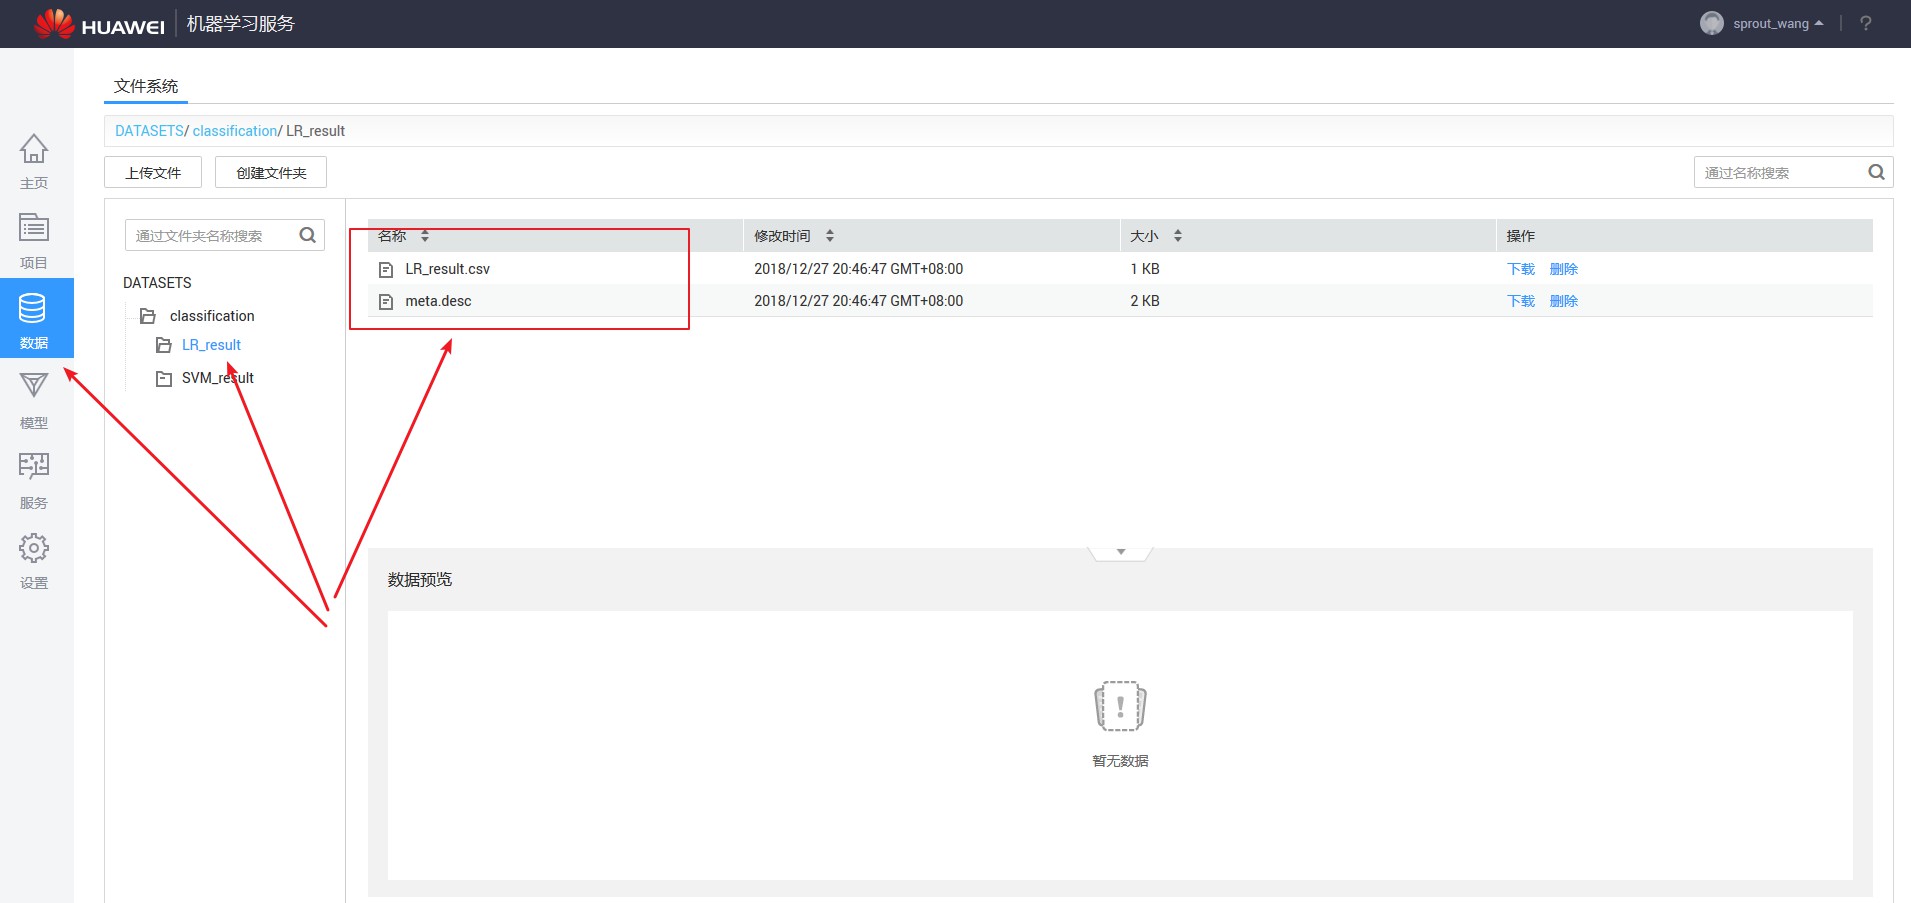 HUAWEI 机器学习服务 sprout_wang ?
文件系统
DATASETS/ classification/ LR_result
上传文件 创建文件夹 通过名称搜索
主页
项目
数据
模型
服务
设置
通过文件夹名称搜索
DATASETS
classification
LR_result
SVM_result
名称 修改时间 大小 操作
LR_result.csv 2018/12/27 20:46:47 GMT+08:00 1 KB 下载 删除
meta.desc 2018/12/27 20:46:47 GMT+08:00 2 KB 下载 删除
数据预览
暂无数据